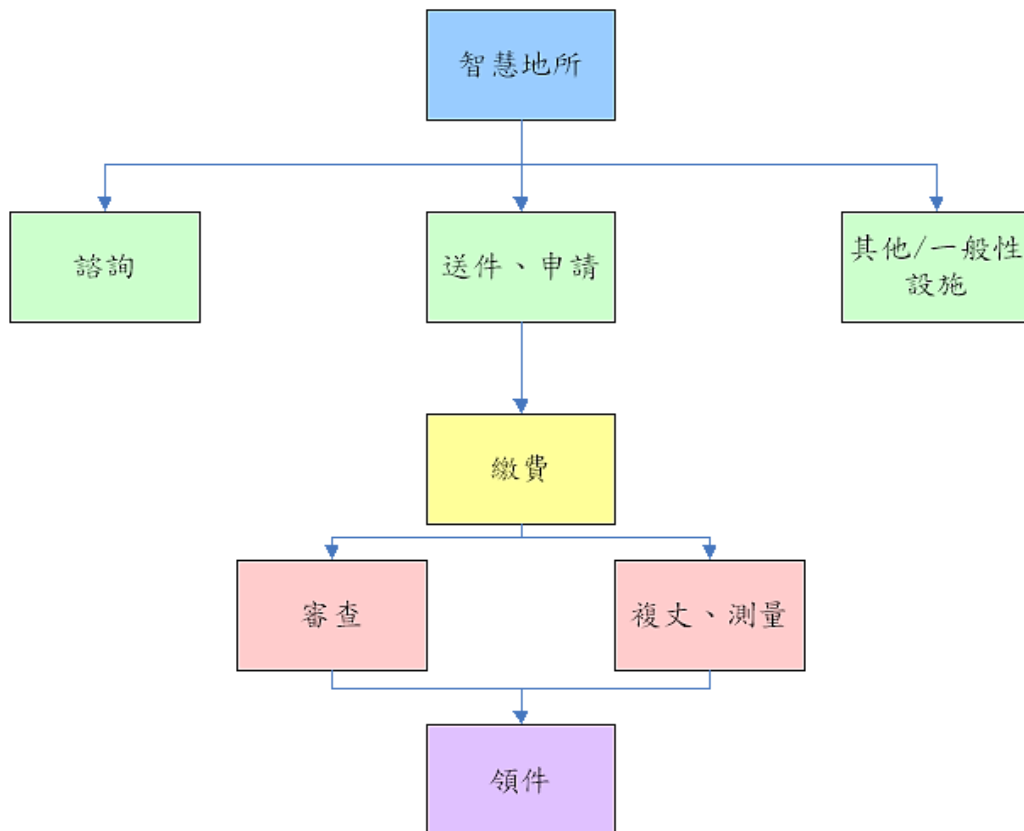 智慧地所
諮詢
送件、申請
其他/一般性
設施
繳費
審查
複丈、測量
領件